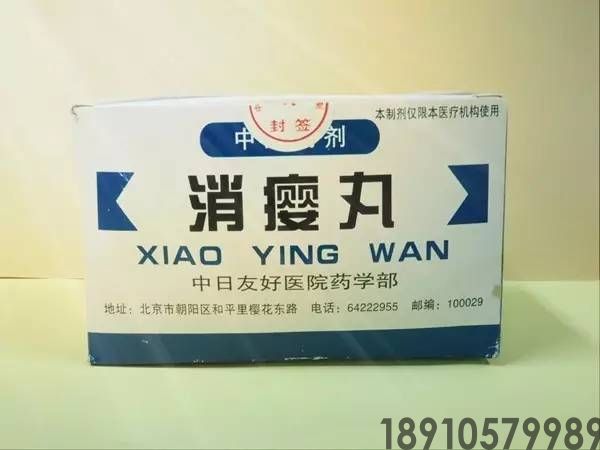 封签
本制剂仅限本医疗机构使用
中 剂
消瘿丸
XIAO YING WAN
中日友好医院药学部
地址：北京市朝阳区和平里樱花东路 电话：64222955 邮编：100029
18910579989